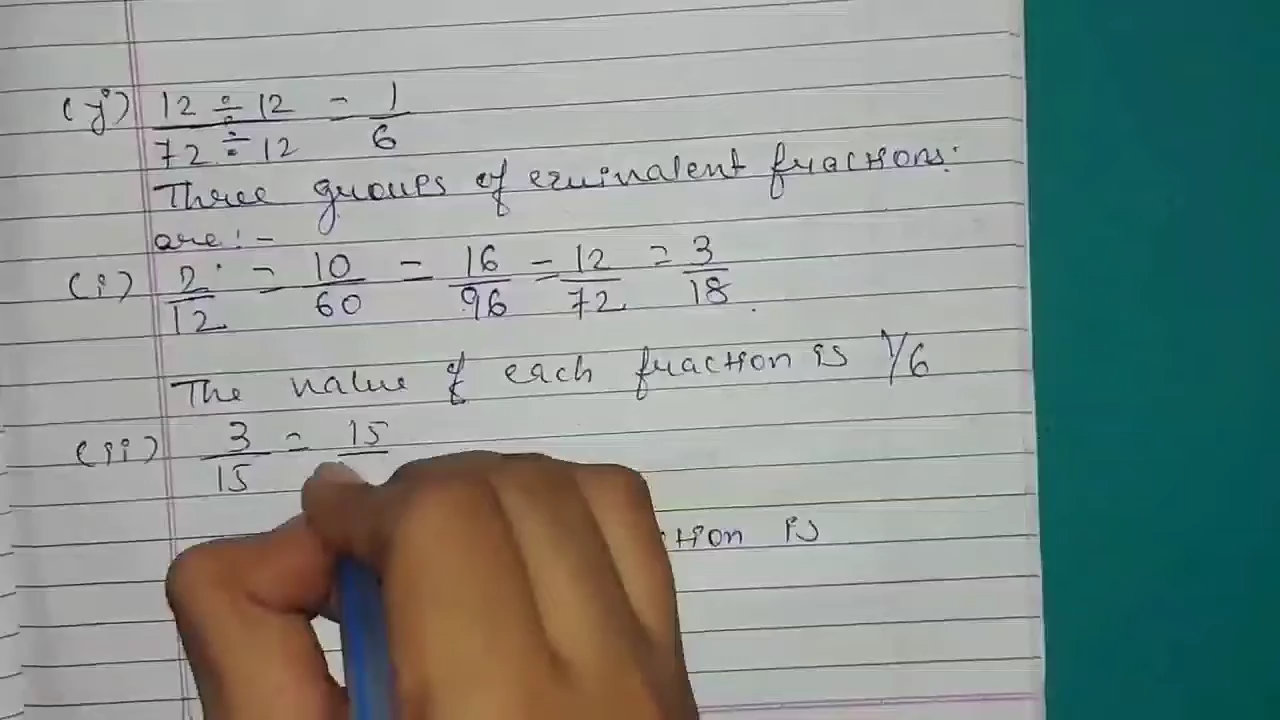 (j) 12 ÷ 12 / 72 ÷ 12 = 1/6
Three groups of equivalent fractions.
are:-
(i) 2/12 = 10/60 = 16/96 = 12/72 = 3/18
The value of each fraction is 1/6
(ii) 3/15 = 15
is